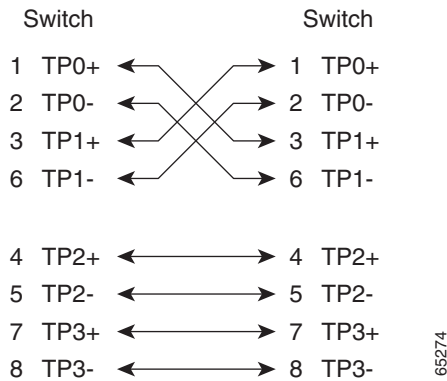 Switch Switch
1 TP0+ 1 TP0+
2 TP0- 2 TP0-
3 TP1+ 3 TP1+
6 TP1- 6 TP1-
4 TP2+ 4 TP2+
5 TP2- 5 TP2-
7 TP3+ 7 TP3+
8 TP3- 8 TP3-
65274